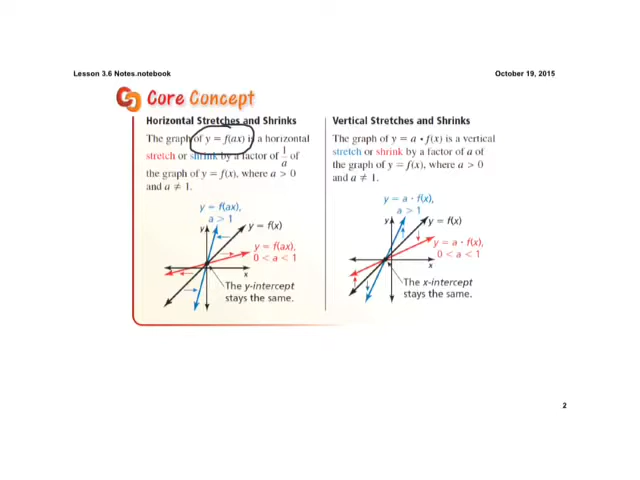 Lesson 3.6 Notes.notebook
October 19, 2015
Core Concept
Horizontal Stretches and Shrinks
The graph of y = f(ax) is a horizontal
stretch or shrink by a factor of 1/a of
the graph of y = f(x), where a > 0
and a ≠ 1.
y = f(ax),
a > 1
y = f(x)
y
y = f(ax),
0 < a < 1
x
The y-intercept
stays the same.
Vertical Stretches and Shrinks
The graph of y = a • f(x) is a vertical
stretch or shrink by a factor of a of
the graph of y = f(x), where a > 0
and a ≠ 1.
y = a • f(x),
a > 1
y
y = f(x)
y = a • f(x),
0 < a < 1
x
The x-intercept
stays the same.
2